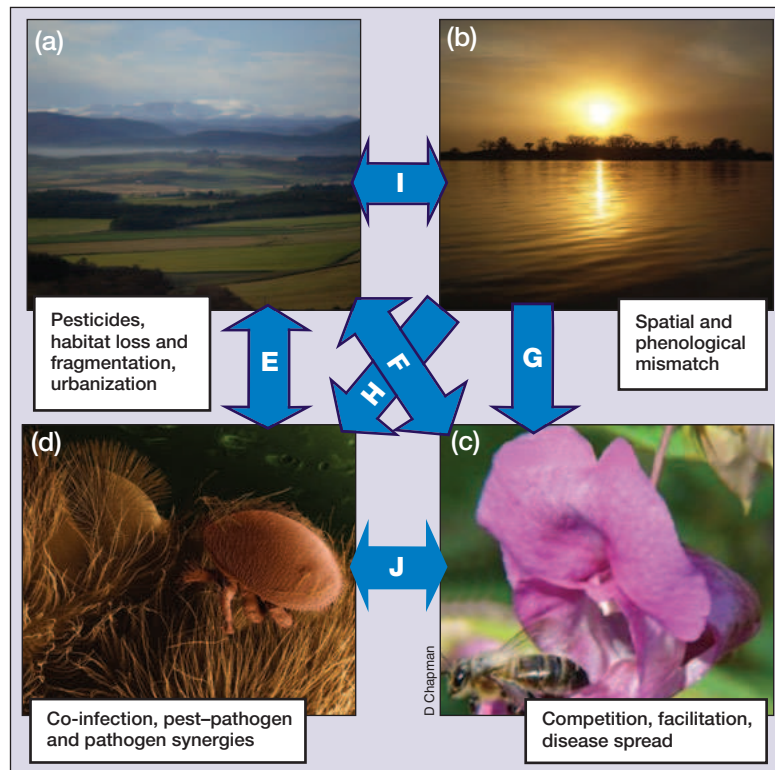 (a)
(b)
I
Pesticides,
habitat loss and
fragmentation,
urbanization
E
F
H
G
Spatial and
phenological
mismatch
(d)
(c)
J
D Chapman
Co-infection, pest–pathogen
and pathogen synergies
Competition, facilitation,
disease spread